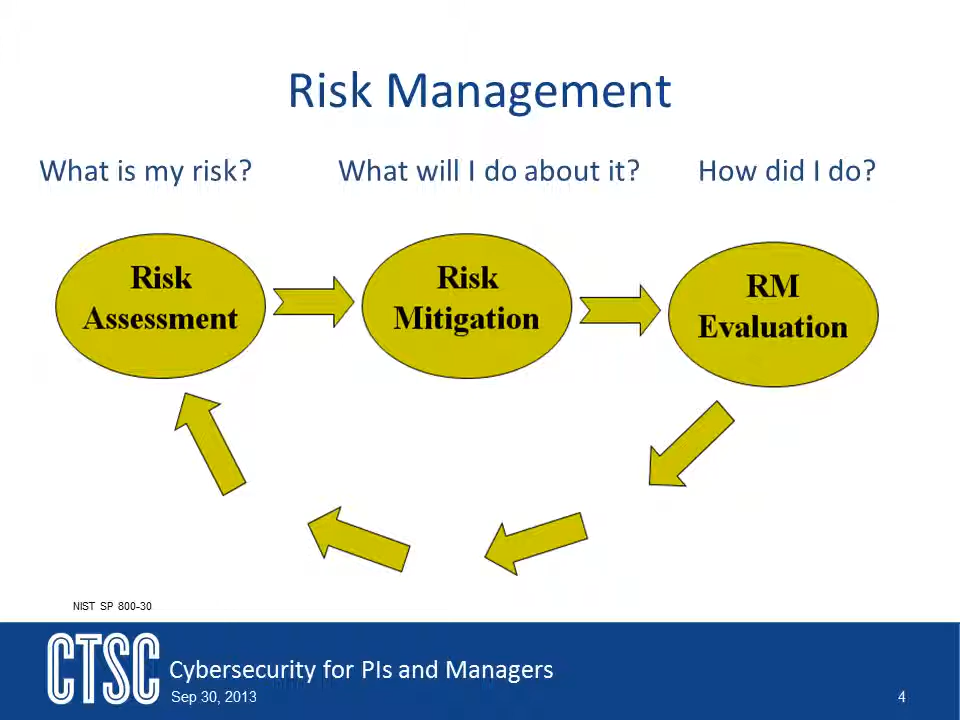 Risk Management
What is my risk?
What will I do about it?
How did I do?
Risk
Assessment
Risk
Mitigation
RM
Evaluation
NIST SP 800-30
CTSC
Cybersecurity for PIs and Managers
Sep 30, 2013
4